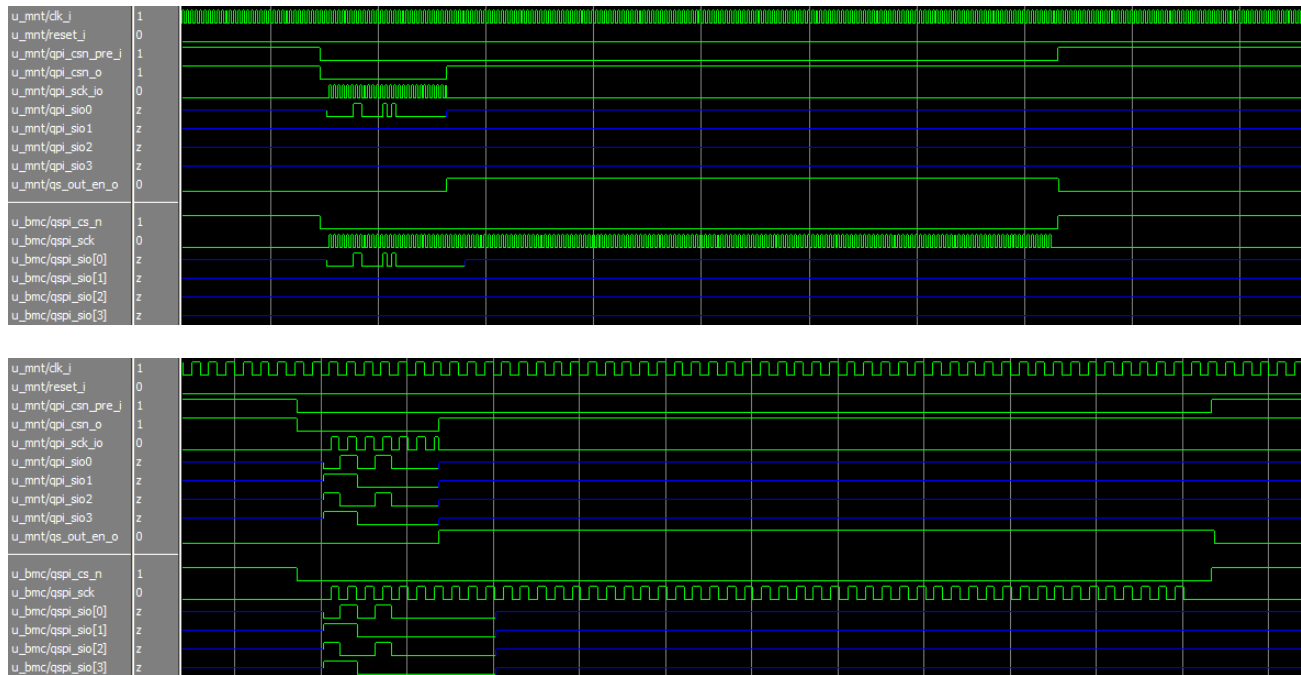 u_mnt/clk_i 1
u_mnt/reset_i 0
u_mnt/qpi_csn_pre_i 1
u_mnt/qpi_csn_o 1
u_mnt/qpi_sck_io 0
u_mnt/qpi_sio0 z
u_mnt/qpi_sio1 z
u_mnt/qpi_sio2 z
u_mnt/qpi_sio3 z
u_mnt/qs_out_en_o 0
u_bmc/qspi_cs_n 1
u_bmc/qspi_sck 0
u_bmc/qspi_sio[0] z
u_bmc/qspi_sio[1] z
u_bmc/qspi_sio[2] z
u_bmc/qspi_sio[3] z
u_mnt/clk_i 1
u_mnt/reset_i 0
u_mnt/qpi_csn_pre_i 1
u_mnt/qpi_csn_o 1
u_mnt/qpi_sck_io 0
u_mnt/qpi_sio0 z
u_mnt/qpi_sio1 z
u_mnt/qpi_sio2 z
u_mnt/qpi_sio3 z
u_mnt/qs_out_en_o 0
u_bmc/qspi_cs_n 1
u_bmc/qspi_sck 0
u_bmc/qspi_sio[0] z
u_bmc/qspi_sio[1] z
u_bmc/qspi_sio[2] z
u_bmc/qspi_sio[3] z